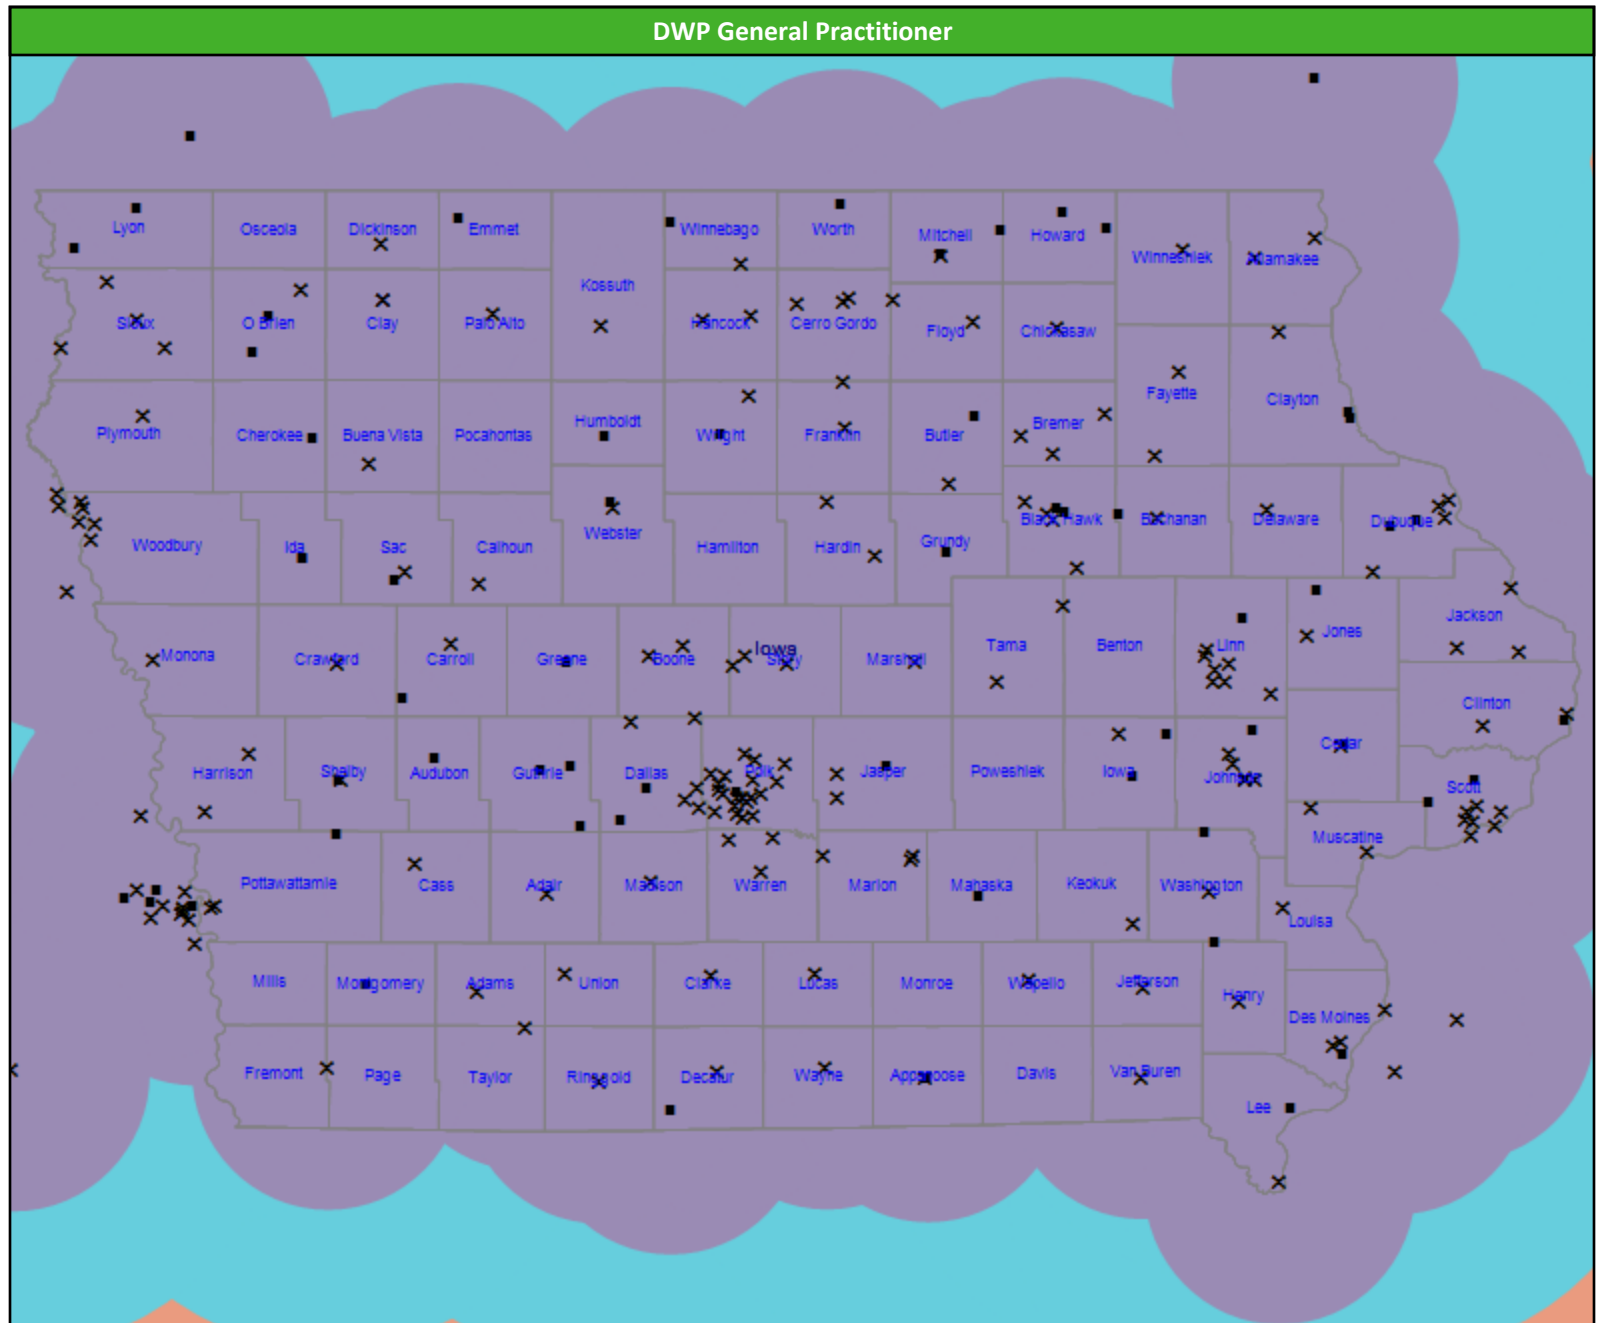 DWP General Practitioner
Lyon
Osceola
Dickinson
Emmet
Winnebago
Worth
Mitchell
Howard
Winneshiek
Allamakee
Kossuth
Sioux
O Brien
Clay
Palo Alto
Hancock
Cerro Gordo
Floyd
Chickasaw
Fayette
Clayton
Plymouth
Cherokee
Buena Vista
Pocahontas
Humboldt
Wright
Franklin
Butler
Bremer
Woodbury
Ida
Sac
Calhoun
Webster
Hamilton
Hardin
Grundy
Black Hawk
Buchanan
Delaware
Dubuque
Monona
Crawford
Carroll
Greene
Boone
Iowa
Story
Marshall
Tama
Benton
Linn
Jones
Jackson
Clinton
Harrison
Shelby
Audubon
Guthrie
Dallas
Polk
Jasper
Poweshiek
Iowa
Johnson
Cedar
Scott
Muscatine
Pottawattamie
Cass
Adair
Madison
Warren
Marion
Mahaska
Keokuk
Washington
Louisa
Mills
Montgomery
Adams
Union
Clarke
Lucas
Monroe
Wapello
Jefferson
Henry
Des Moines
Fremont
Page
Taylor
Ringgold
Decatur
Wayne
Appanoose
Davis
Van Buren
Lee